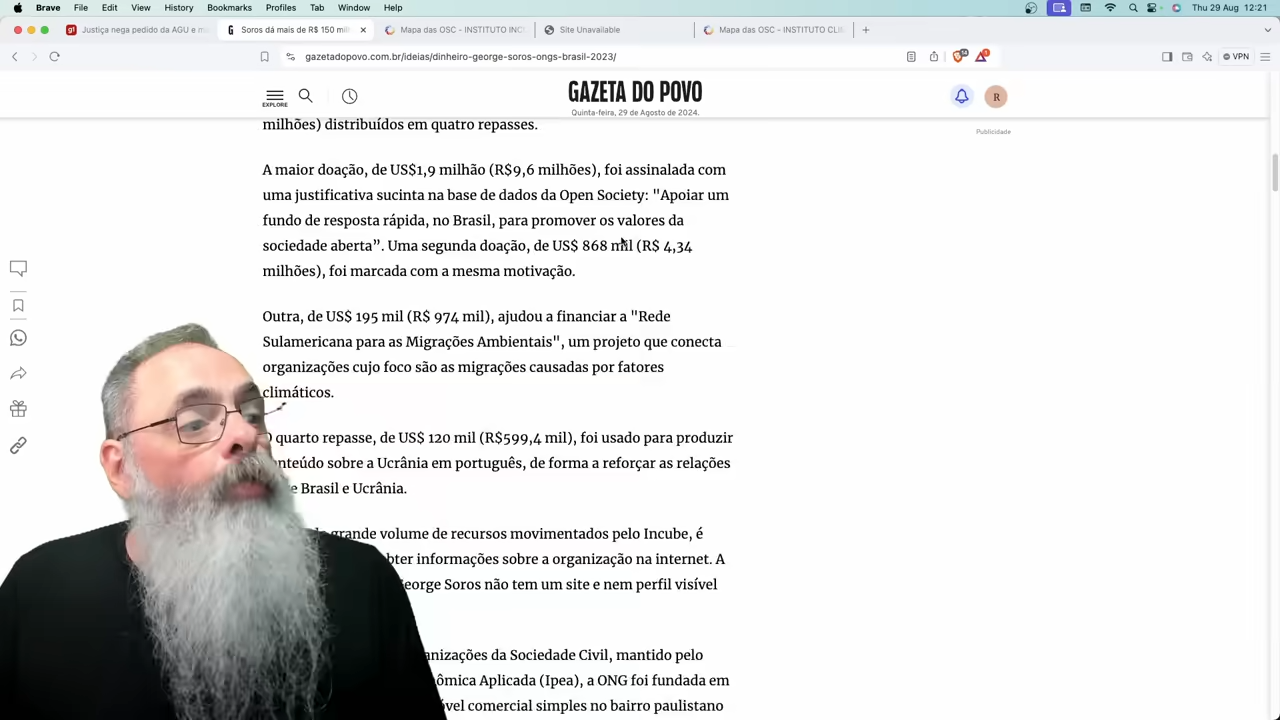 Brave File Edit View History Bookmarks Profiles Tab Window Help
Thu 29 Aug 12:21
Justiça nega pedido da AGU e m
Soros dá mais de R$ 150 milh
Mapa das OSC - INSTITUTO INC
Site Unavailable
Mapa das OSC - INSTITUTO CLI
gazetadopovo.com.br/ideias/dinheiro-george-soros-ongs-brasil-2023/
VPN
EXPLORE
GAZETA DO POVO
Quinta-feira, 29 de Agosto de 2024.
R
Publicidade
milhões) distribuídos em quatro repasses.
A maior doação, de US$1,9 milhão (R$9,6 milhões), foi assinalada com
uma justificativa sucinta na base de dados da Open Society: "Apoiar um
fundo de resposta rápida, no Brasil, para promover os valores da
sociedade aberta”. Uma segunda doação, de US$ 868 mil (R$ 4,34
milhões), foi marcada com a mesma motivação.
Outra, de US$ 195 mil (R$ 974 mil), ajudou a financiar a "Rede
Sulamericana para as Migrações Ambientais", um projeto que conecta
organizações cujo foco são as migrações causadas por fatores
climáticos.
O quarto repasse, de US$ 120 mil (R$599,4 mil), foi usado para produzir
conteúdo sobre a Ucrânia em português, de forma a reforçar as relações
e Brasil e Ucrânia.
grande volume de recursos movimentados pelo Incube, é
bter informações sobre a organização na internet. A
George Soros não tem um site e nem perfil visível
anizações da Sociedade Civil, mantido pelo
ômica Aplicada (Ipea), a ONG foi fundada em
óvel comercial simples no bairro paulistano